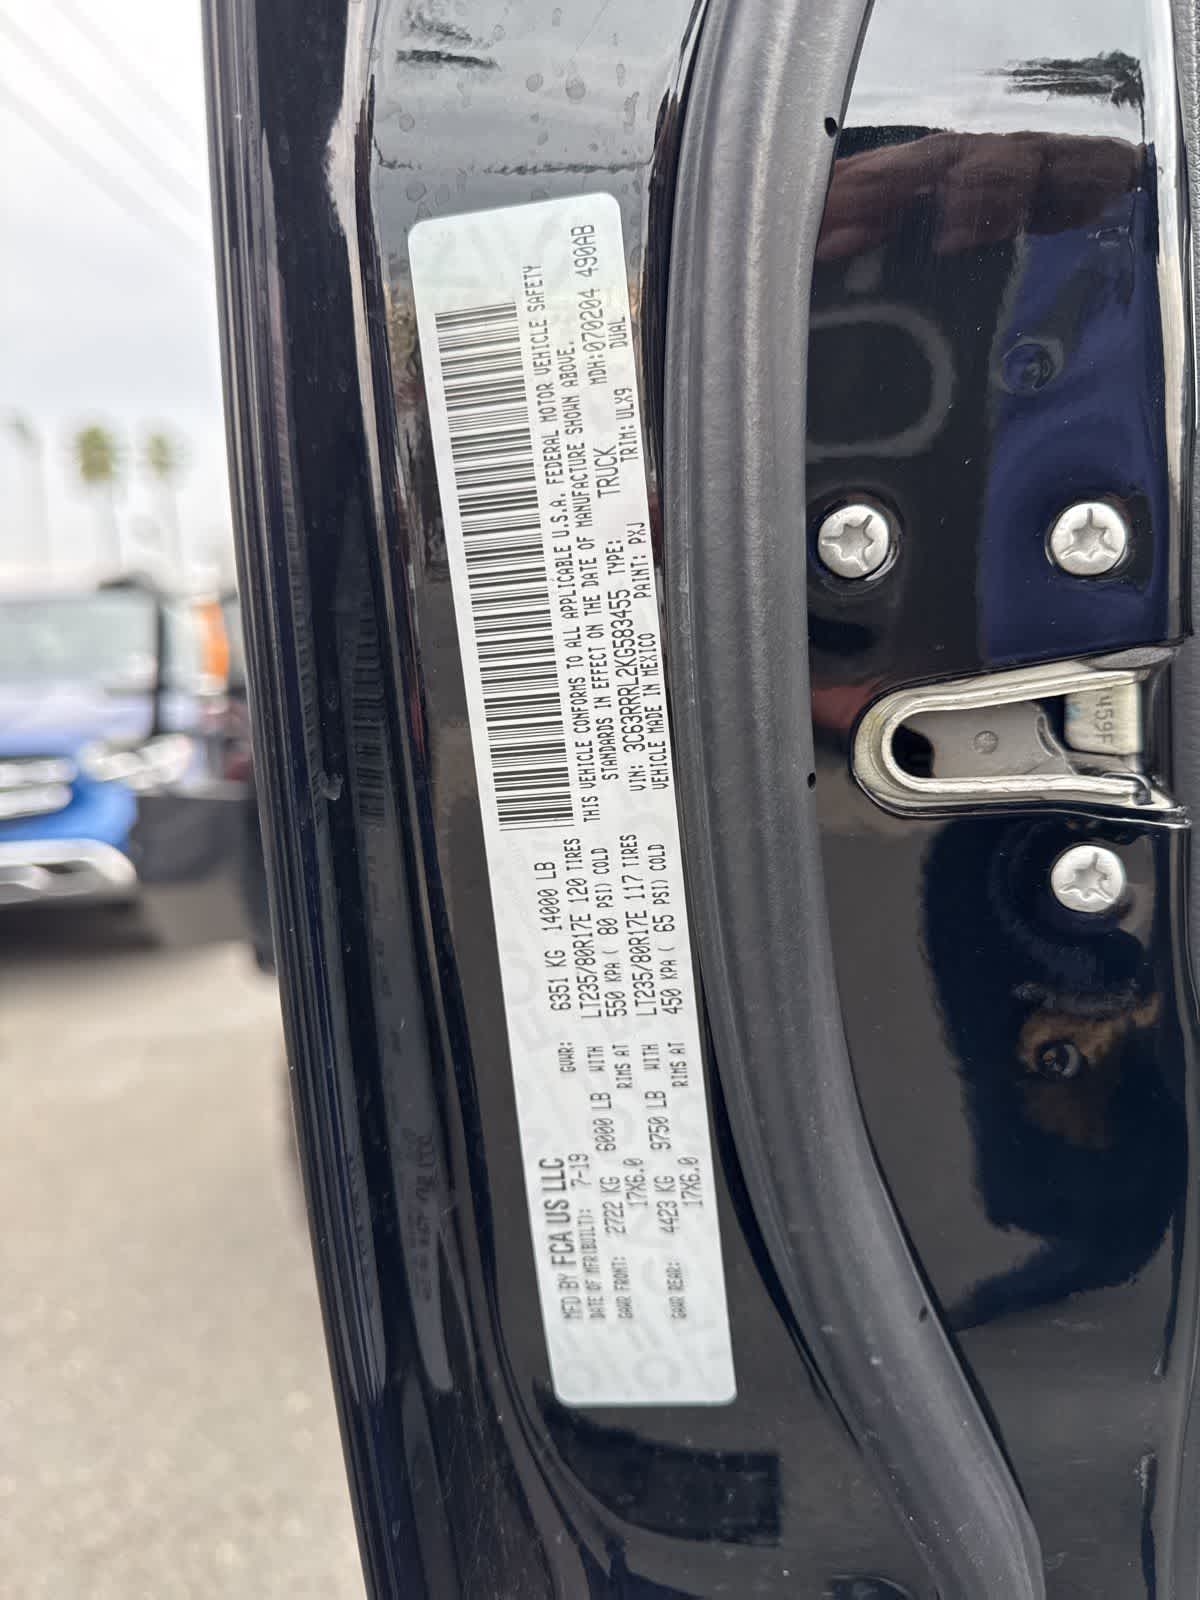 MFD BY FCA US LLC
DATE OF MFR(BUILT): 7-19 GVWR: 6351 KG 14000 LB
GAWR FRONT: 2722 KG 6000 LB WITH LT235/80R17E 120 TIRES
17X6.0 RIMS AT 550 KPA ( 80 PSI) COLD
GAWR REAR: 4423 KG 9750 LB WITH LT235/80R17E 117 TIRES
17X6.0 RIMS AT 450 KPA ( 65 PSI) COLD
THIS VEHICLE CONFORMS TO ALL APPLICABLE U.S.A. FEDERAL MOTOR VEHICLE SAFETY
STANDARDS IN EFFECT ON THE DATE OF MANUFACTURE SHOWN ABOVE.
VIN: 3C63RRRL2KG583455 TYPE: TRUCK MDH:070204 490AB
VEHICLE MADE IN MEXICO PAINT: PXJ TRIM: ULX9 DUAL
459F